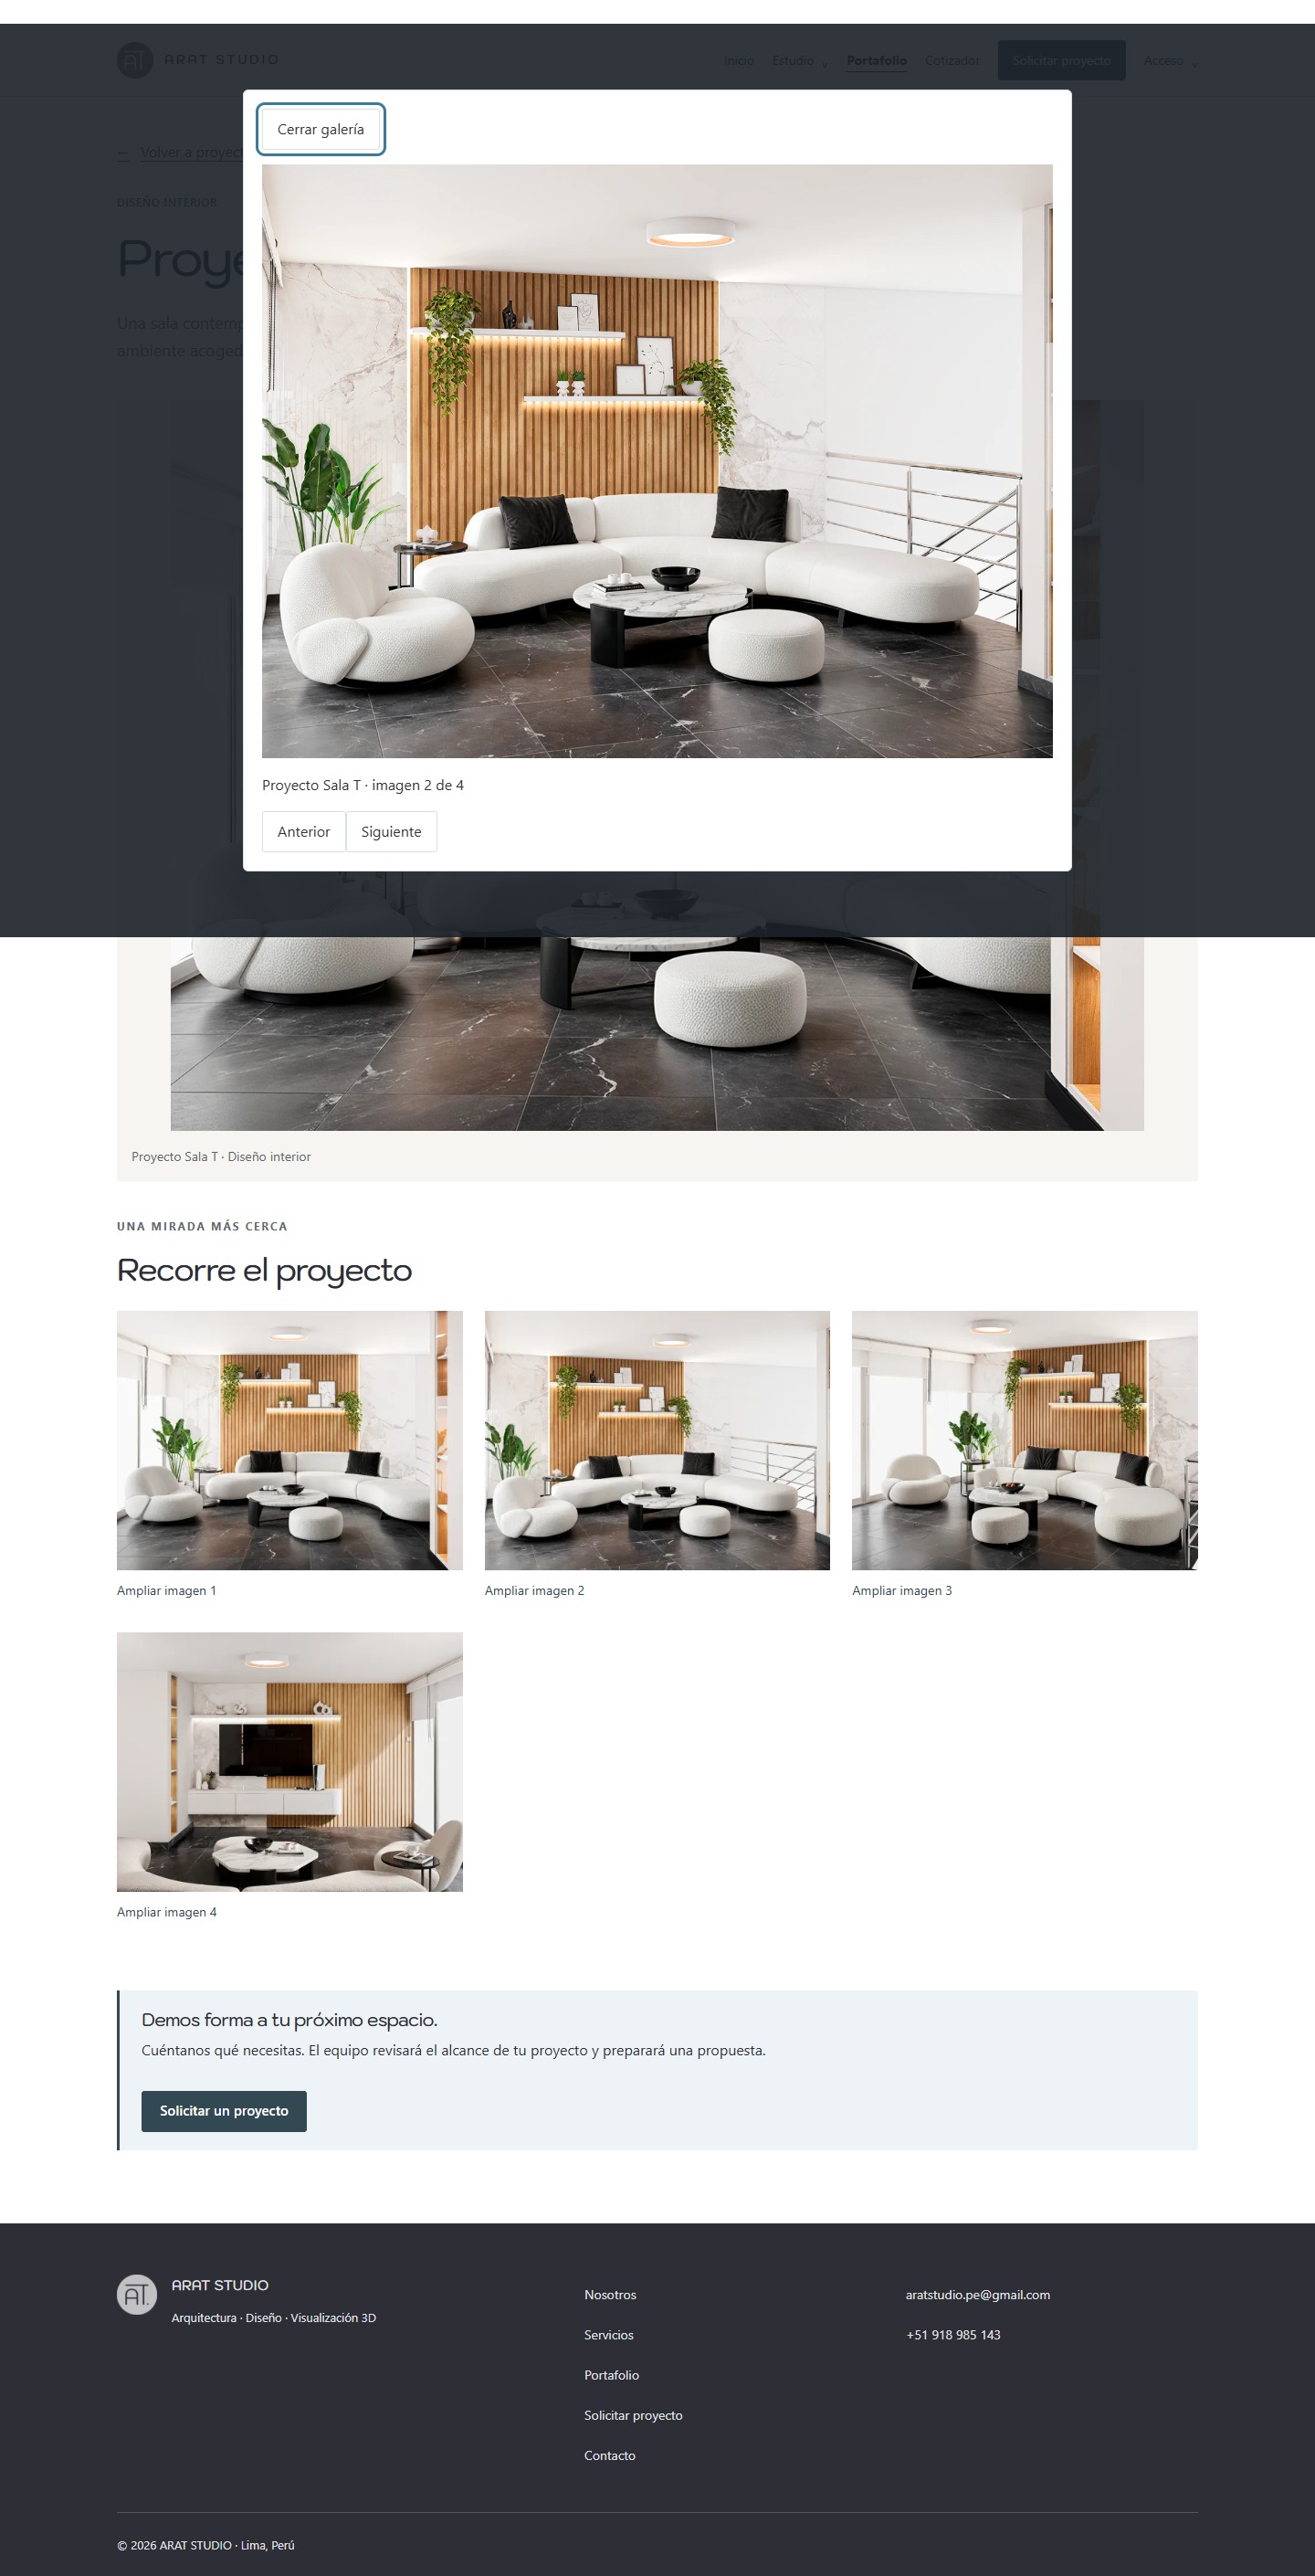 AT.
ARAT STUDIO
Inicio
Estudio
Portafolio
Cotizador
Solicitar proyecto
Acceso
Cerrar galería
← Volver a
DISEÑO INTERIOR
Una sala
ambiente
Proyecto Sala T · imagen 2 de 4
Anterior
Siguiente
Proyecto Sala T · Diseño interior
UNA MIRADA MÁS CERCA
Recorre el proyecto
Ampliar imagen 1
Ampliar imagen 2
Ampliar imagen 3
Ampliar imagen 4
Demos forma a tu próximo espacio.
Cuéntanos qué necesitas. El equipo revisará el alcance de tu proyecto y preparará una propuesta.
Solicitar un proyecto
AT.
ARAT STUDIO
Arquitectura · Diseño · Visualización 3D
Nosotros
Servicios
Portafolio
Solicitar proyecto
Contacto
aratstudio.pe@gmail.com
+51 918 985 143
© 2026 ARAT STUDIO · Lima, Perú